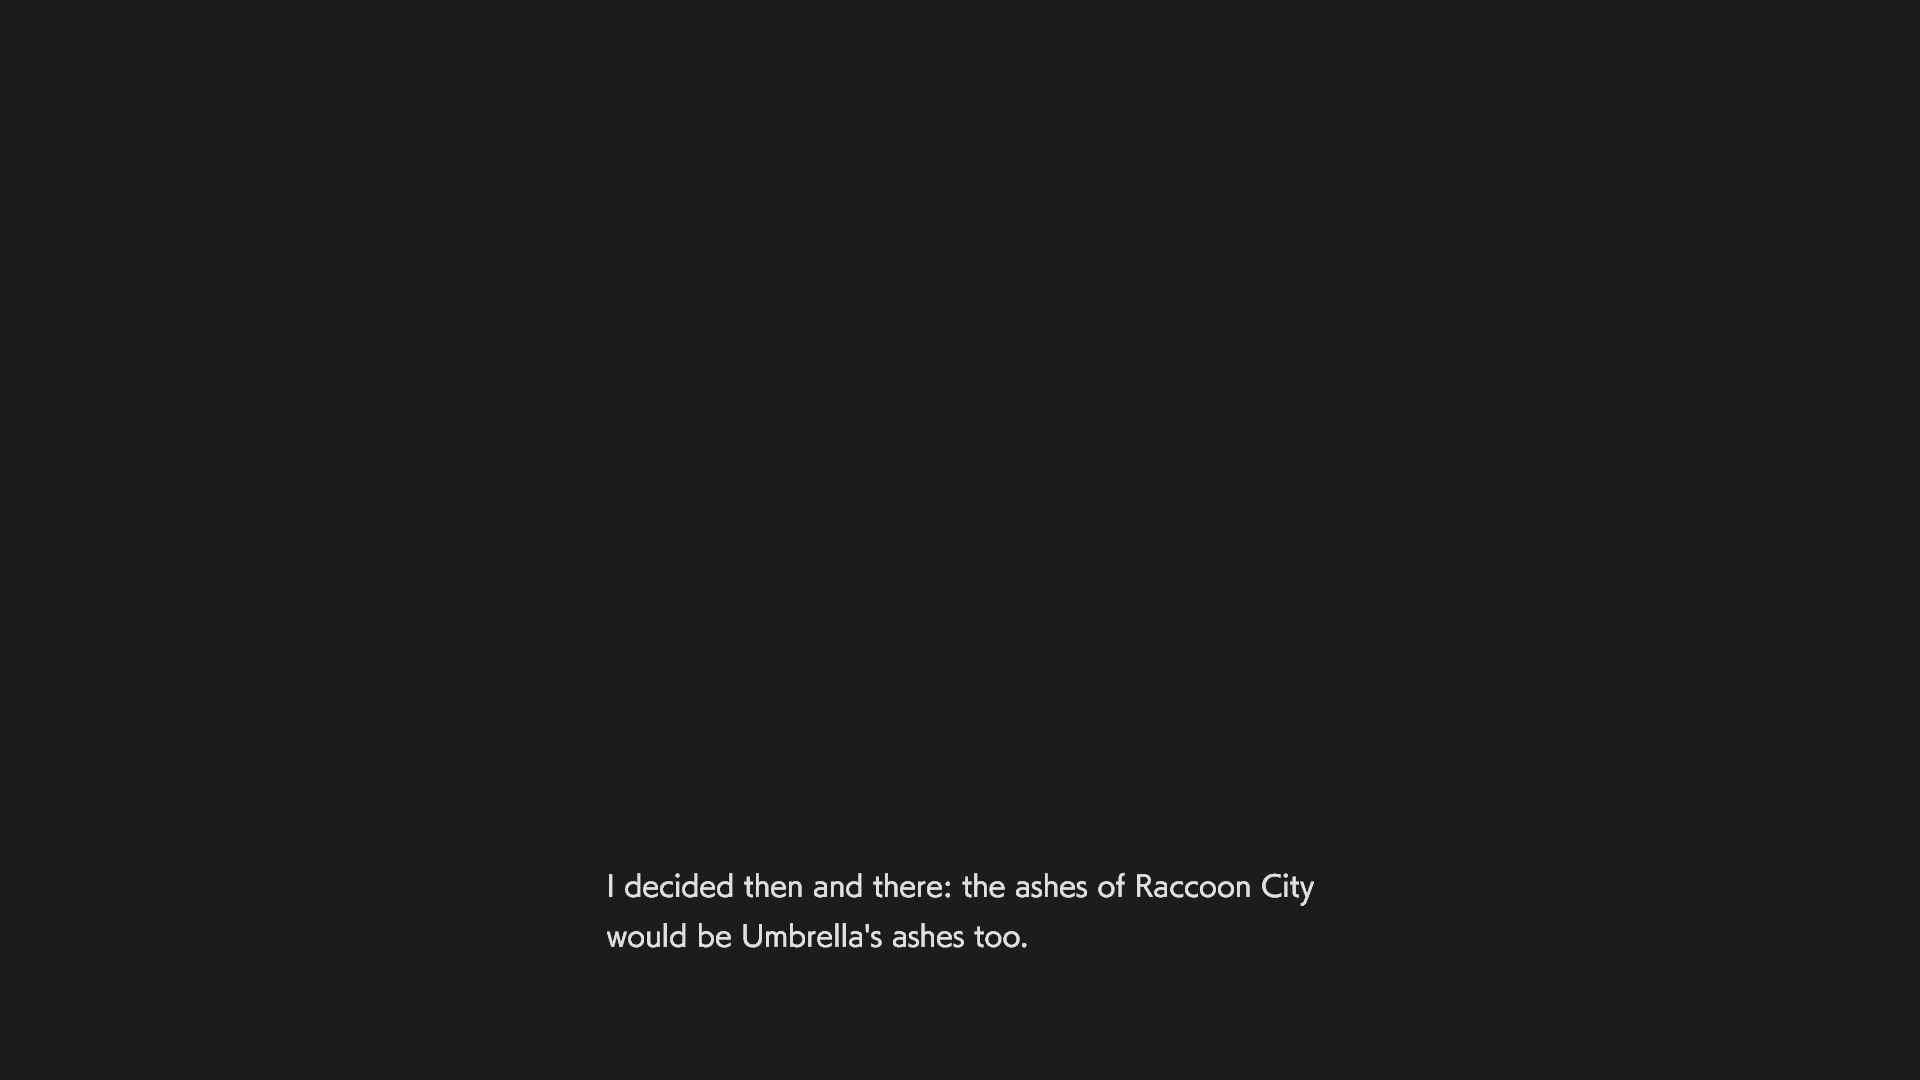 I decided then and there: the ashes of Raccoon City
would be Umbrella's ashes too.